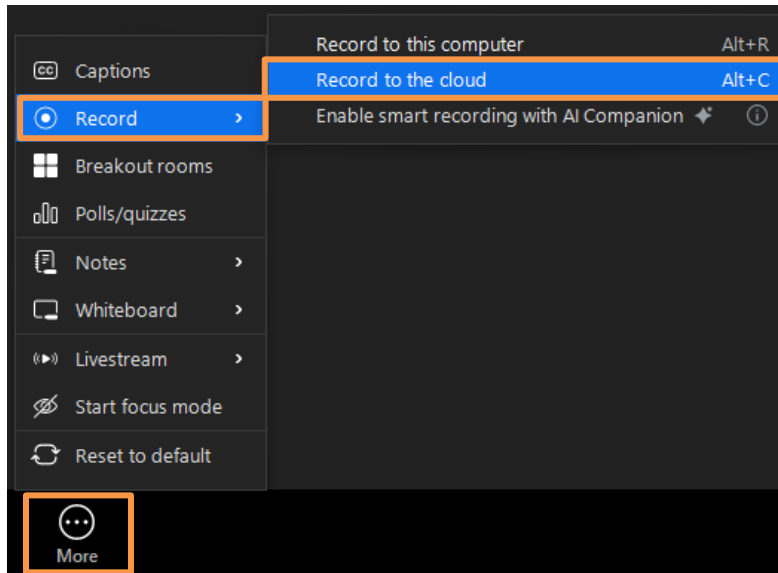 Captions
Record
Breakout rooms
Polls/quizzes
Notes
Whiteboard
Livestream
Start focus mode
Reset to default
More
Record to this computer Alt+R
Record to the cloud Alt+C
Enable smart recording with AI Companion